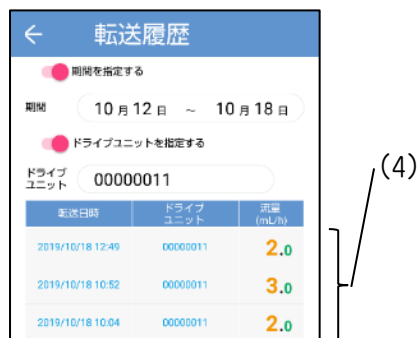 ← 転送履歴
期間を指定する
期間 10月12日 ~ 10月18日
ドライブユニットを指定する
ドライブ
ユニット 00000011
転送日時 ドライブ
ユニット 流量
(mL/h)
2019/10/18 12:49 00000011 2.0
2019/10/18 10:52 00000011 3.0
2019/10/18 10:04 00000011 2.0
(4)